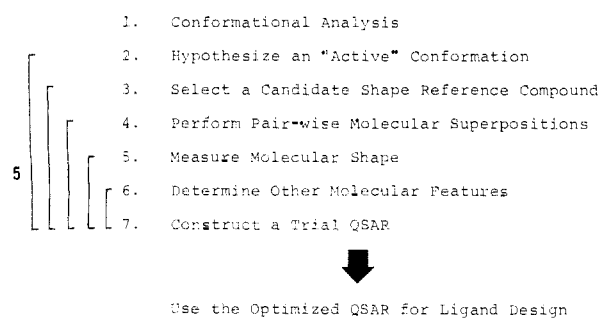 1. Conformational Analysis
2. Hypothesize an "Active" Conformation
3. Select a Candidate Shape Reference Compound
4. Perform Pair-wise Molecular Superpositions
5. Measure Molecular Shape
5
6. Determine Other Molecular Features
7. Construct a Trial QSAR
Use the Optimized QSAR for Ligand Design